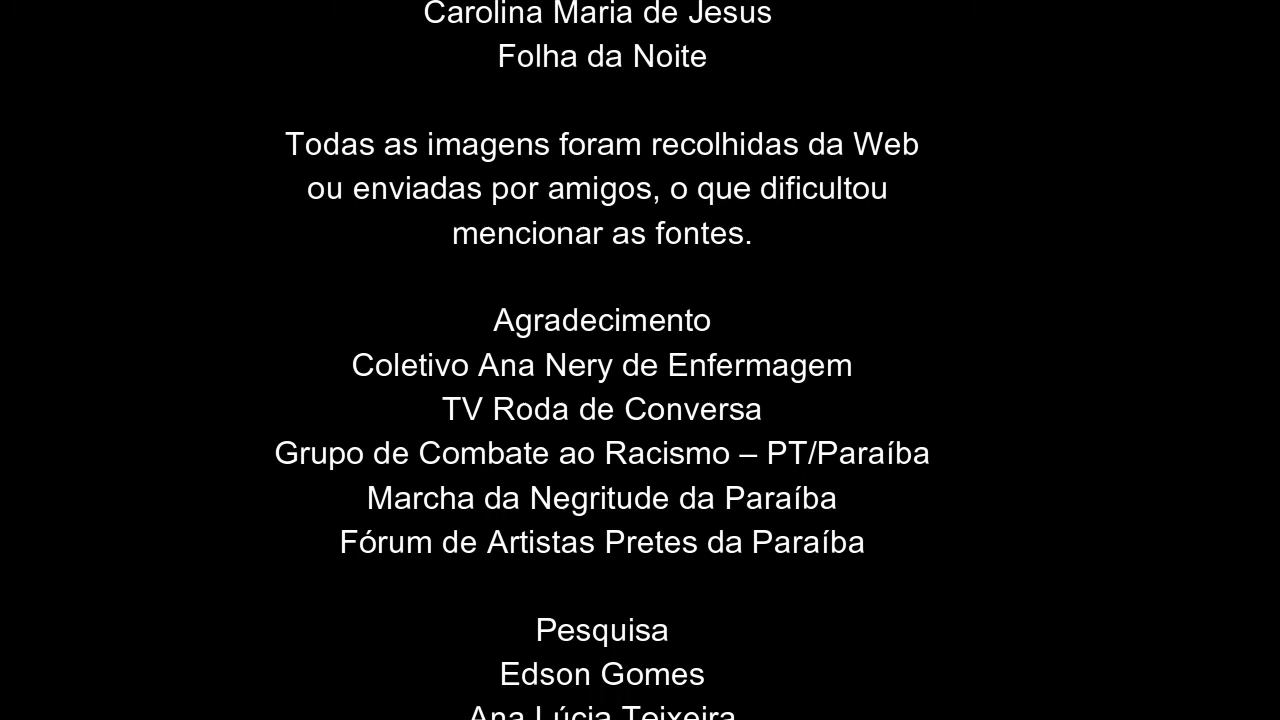 Carolina Maria de Jesus
Folha da Noite
Todas as imagens foram recolhidas da Web
ou enviadas por amigos, o que dificultou
mencionar as fontes.
Agradecimento
Coletivo Ana Nery de Enfermagem
TV Roda de Conversa
Grupo de Combate ao Racismo – PT/Paraíba
Marcha da Negritude da Paraíba
Fórum de Artistas Pretes da Paraíba
Pesquisa
Edson Gomes
Ana Lúcia Teixeira